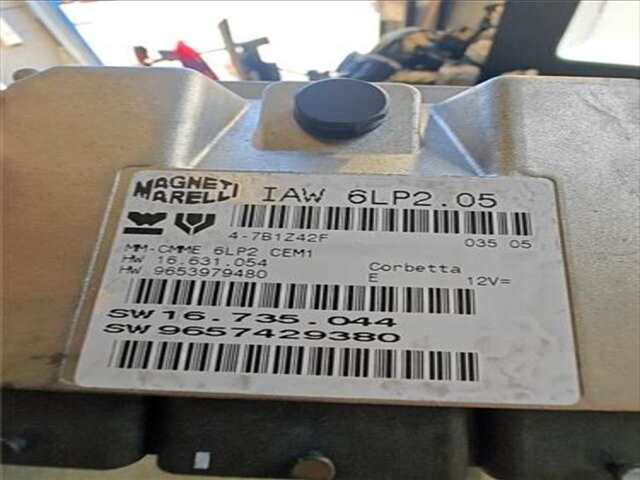 MAGNETI MARELLI IAW 6LP2.05
4-7B1Z42F 035 05
MM-CMME 6LP2 CEM1
HW 16.631.054 Corbetta
HW 9653979480 E 12V=
SW 16.735.044
SW 9657429380